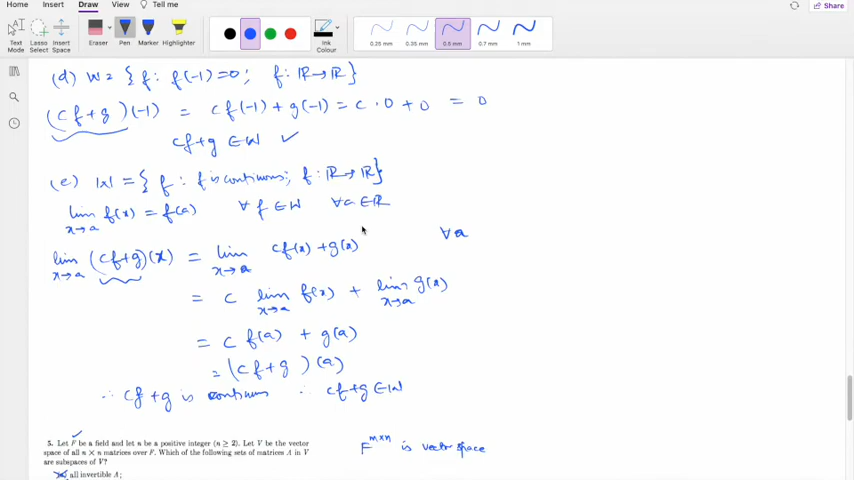 Home Insert Draw View Tell me Share
Text Mode Lasso Select Insert Space Eraser Pen Marker Highlighter Ink Colour 0.25 mm 0.35 mm 0.5 mm 0.7 mm 1 mm
(d) W = { f : f(-1) = 0 ; f : ℝ → ℝ }
(cf+g)(-1) = cf(-1) + g(-1) = c · 0 + 0 = 0
cf+g ∈ W ✓
(e) W = { f : f is continuous; f : ℝ → ℝ }
lim x→a f(x) = f(a) ∀ f ∈ W ∀ a ∈ ℝ
lim x→a (cf+g)(x) = lim x→a cf(x) + g(x) ∀a
= c lim x→a f(x) + lim x→a g(x)
= c f(a) + g(a)
= (cf+g)(a)
∴ cf+g is continuous ∴ cf+g ∈ W
5. Let F be a field and let n be a positive integer (n ≥ 2). Let V be the vector
space of all n × n matrices over F. Which of the following sets of matrices A in V
are subspaces of V?
F^{m×n} is vector space
all invertible A;